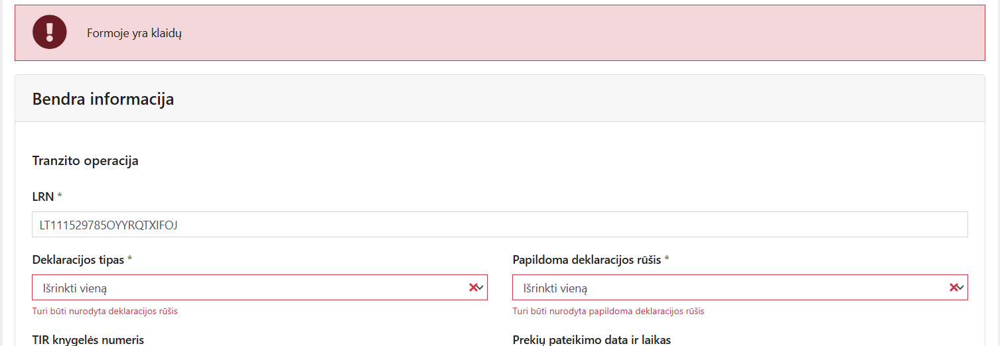 Formoje yra klaidų
Bendra informacija
Tranzito operacija
LRN *
LT111529785OYYRQTXIFOJ
Deklaracijos tipas *
Papildoma deklaracijos rūšis *
Išrinkti vieną
Išrinkti vieną
Turi būti nurodyta deklaracijos rūšis
Turi būti nurodyta papildoma deklaracijos rūšis
TIR knygelės numeris
Prekių pateikimo data ir laikas